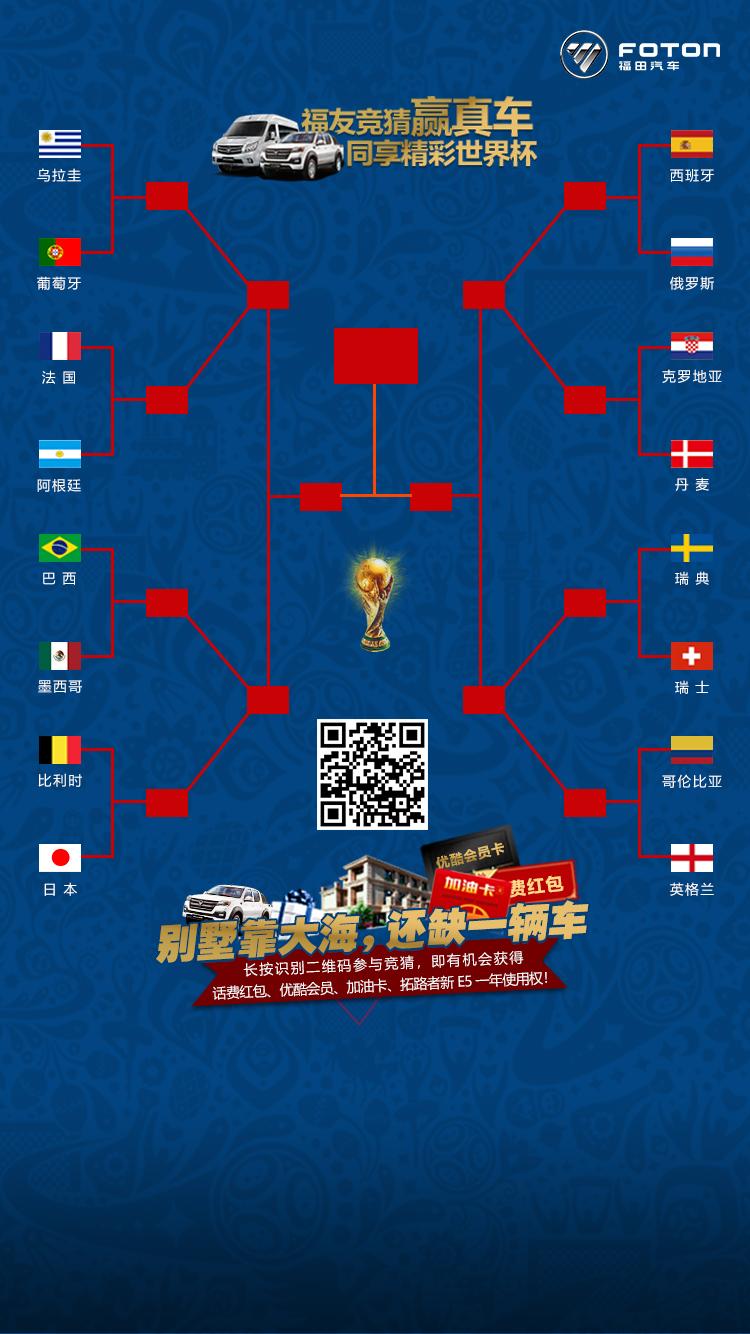 FOTON
福田汽车
福友竞猜赢真车
同享精彩世界杯
乌拉圭
葡萄牙
法 国
阿根廷
巴 西
墨西哥
比利时
日 本
西班牙
俄罗斯
克罗地亚
丹 麦
瑞 典
瑞 士
哥伦比亚
英格兰
优酷会员卡
加油卡
费红包
别墅靠大海，还缺一辆车
长按识别二维码参与竞猜，即有机会获得
话费红包、优酷会员、加油卡、拓路者新 E5 一年使用权！